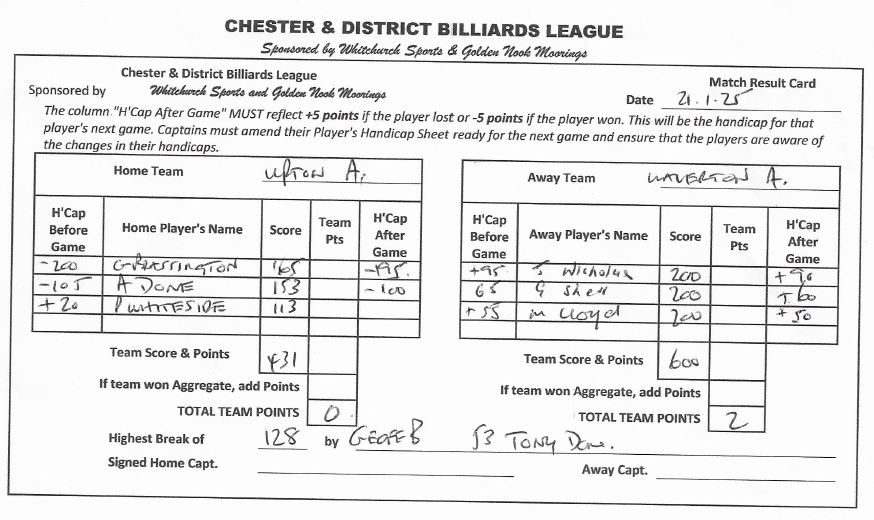 CHESTER & DISTRICT BILLIARDS LEAGUE
Sponsored by Whitchurch Sports & Golden Nook Moorings
Chester & District Billiards League
Match Result Card
Sponsored by Whitchurch Sports and Golden Nook Moorings
Date 21.1.25
The column "H'Cap After Game" MUST reflect +5 points if the player lost or -5 points if the player won. This will be the handicap for that
player's next game. Captains must amend their Player's Handicap Sheet ready for the next game and ensure that the players are aware of
the changes in their handicaps.
Home Team UPTON A.
H'Cap Before Game Home Player's Name Score Team Pts H'Cap After Game
-200 165 -195
-105 A DONE 153 -100
+20 P WHITESIDE 113
Team Score & Points 431
If team won Aggregate, add Points
TOTAL TEAM POINTS 0
Away Team WAVERTON A.
H'Cap Before Game Away Player's Name Score Team Pts H'Cap After Game
+95 Nicholas 200 +90
65 G Shell 200 +60
+55 M Lloyd 200 +50
Team Score & Points 600
If team won Aggregate, add Points
TOTAL TEAM POINTS 2
Highest Break of 128 by GEOFF B 53 TONY Done.
Signed Home Capt.
Away Capt.